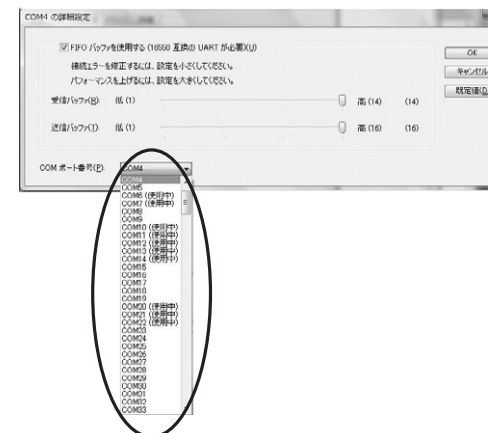 COM4 の詳細設定
FIFO バッファを使用する (16550 互換の UART が必要)(U)
OK
接続エラーを修正するには、設定を小さくしてください。
キャンセル
パフォーマンスを上げるには、設定を大きくしてください。
既定値(D)
受信バッファ(R): 低 (1) 高 (14) (14)
送信バッファ(T): 低 (1) 高 (16) (16)
COM ポート番号(P): COM4
COM4
COM5
COM6 (使用中)
COM7 (使用中)
COM8
COM9
COM10 (使用中)
COM11 (使用中)
COM12 (使用中)
COM13 (使用中)
COM14 (使用中)
COM15
COM16
COM17
COM18
COM19
COM20 (使用中)
COM21 (使用中)
COM22 (使用中)
COM23
COM24
COM25
COM26
COM27
COM28
COM29
COM30
COM31
COM32
COM33